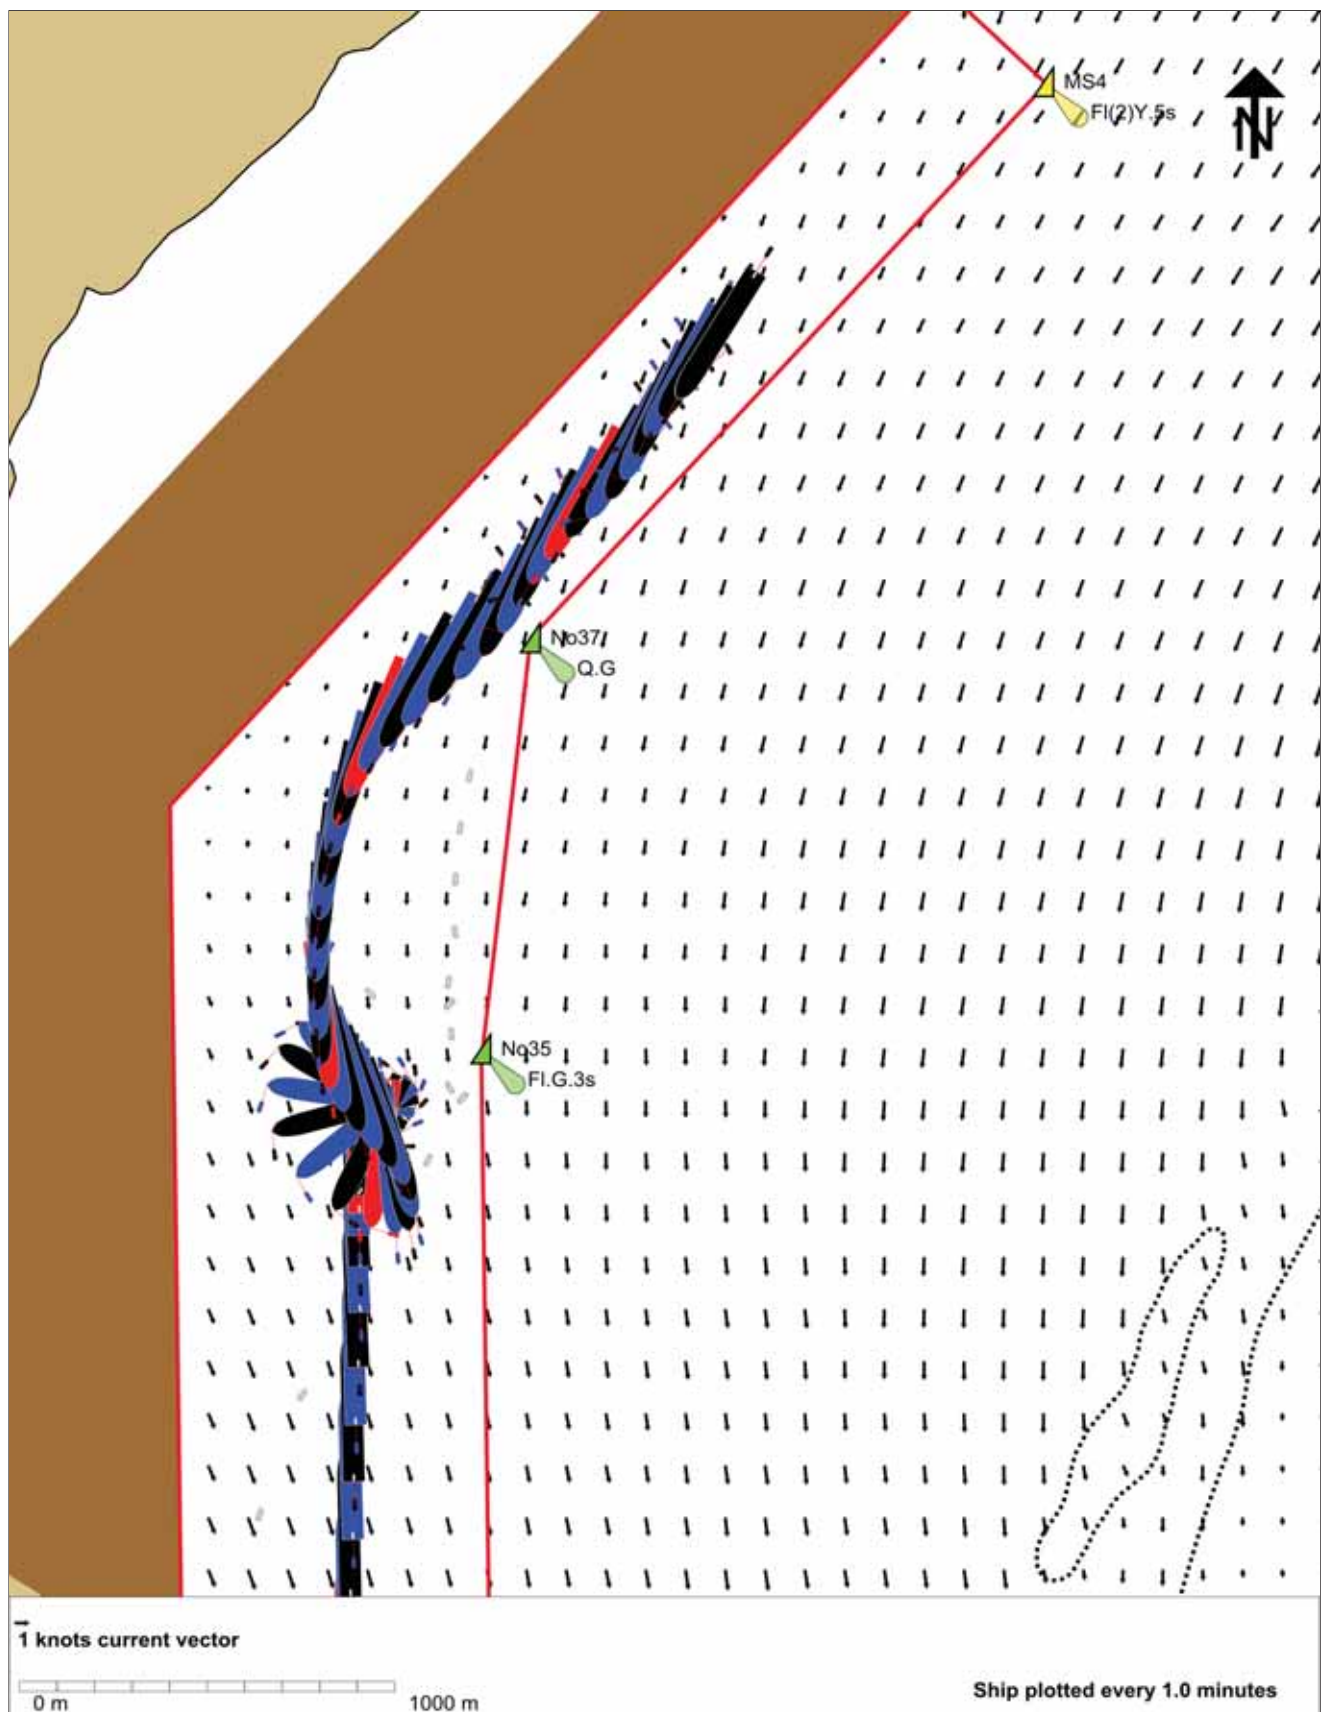 MS4
Fl(2)Y.5s
N
No37
Q.G
No35
Fl.G.3s
1 knots current vector
0 m
1000 m
Ship plotted every 1.0 minutes